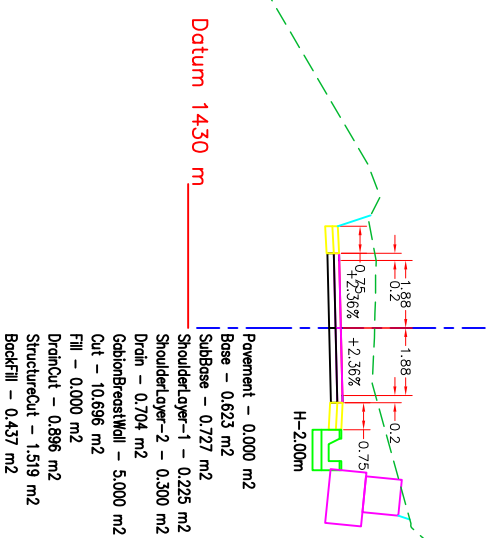 Datum 1430 m
1.88
0.2
0.75
+2.36%
1.88
+2.36%
0.2
0.75
H-2.00m
Pavement - 0.000 m2
Base - 0.623 m2
SubBase - 0.727 m2
ShoulderLayer-1 - 0.225 m2
ShoulderLayer-2 - 0.300 m2
Drain - 0.704 m2
GabionBreastWall - 5.000 m2
Cut - 10.696 m2
Fill - 0.000 m2
DrainCut - 0.896 m2
StructureCut - 1.519 m2
BackFill - 0.437 m2